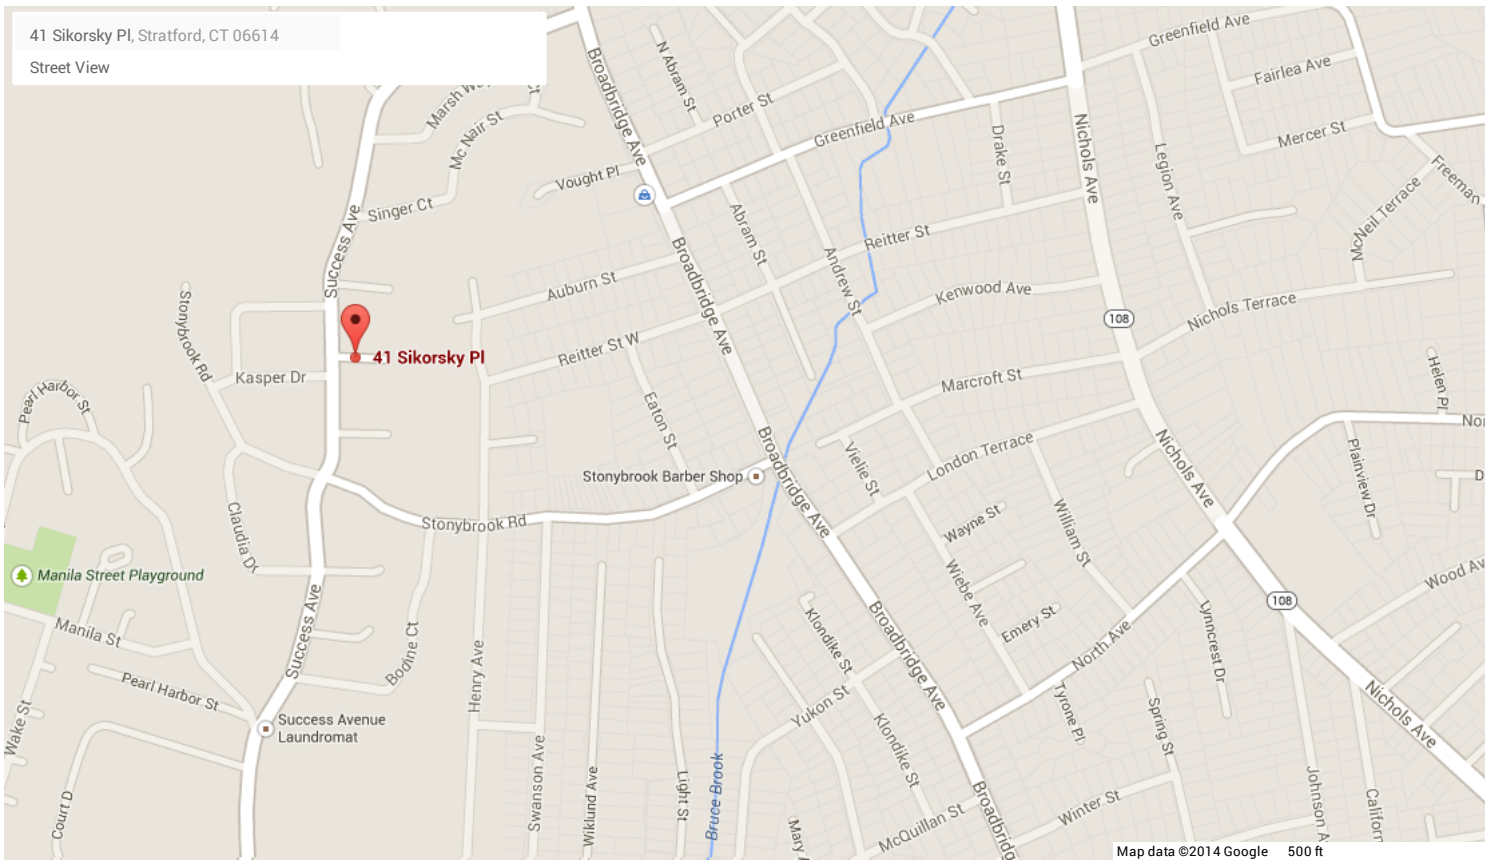 41 Sikorsky Pl, Stratford, CT 06614
Street View
Greenfield Ave
Fairlea Ave
Mercer St
Freeman
N Abram St
Broadbridge Ave
Porter St
Greenfield Ave
Drake St
Nichols Ave
Legion Ave
McNeil Terrace
Marsh
Mc Nair St
Vought Pl
Singer Ct
Success Ave
Abram St
Reitter St
Andrew St
Kenwood Ave
108
Nichols Terrace
Auburn St
Broadbridge Ave
Stonybrook Rd
41 Sikorsky Pl
Reitter St W
Kasper Dr
Pearl Harbor St
Marcroft St
Helen Pl
Eaton St
Broadbridge Ave
Vielie St
London Terrace
Nichols Ave
Plainview Dr
Nor
D
Stonybrook Barber Shop
Stonybrook Rd
Claudia Dr
Wayne St
William St
Manila Street Playground
Manila St
Success Ave
Bodine Ct
Henry Ave
Wiebe Ave
Emery St
North Ave
Lynncrest Dr
108
Wood Av
Klondike St
Broadbridge Ave
Pearl Harbor St
Wake St
Success Avenue
Laundromat
Yukon St
Klondike St
Tyrone Pl
Spring St
Nichols Ave
Court D
Swanson Ave
Wiklund Ave
Light St
Bruce Brook
Mary
McQuillan St
Broadbridge
Winter St
Johnson A
Californ
Map data ©2014 Google
500 ft